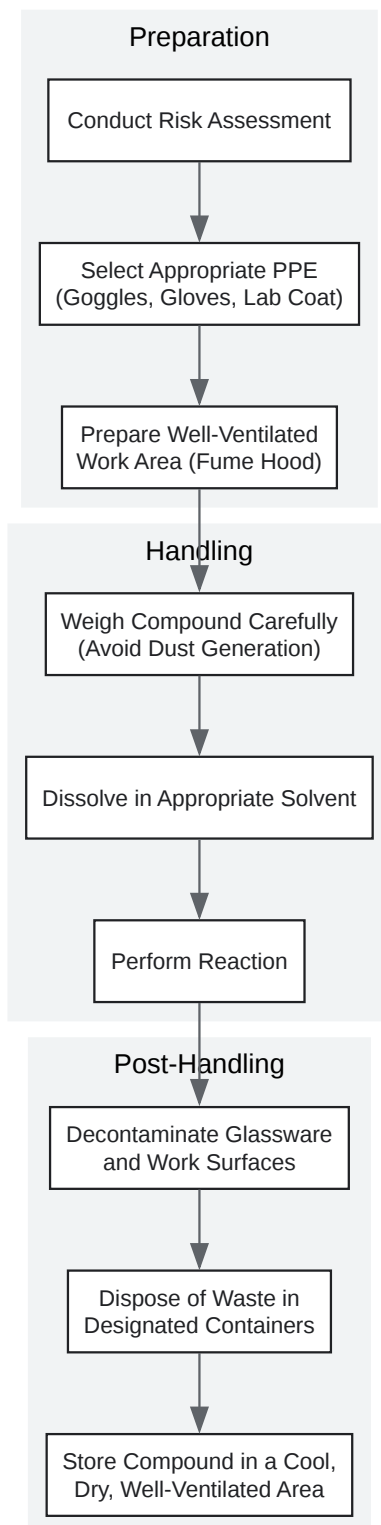 Preparation
Conduct Risk Assessment
Select Appropriate PPE
(Goggles, Gloves, Lab Coat)
Prepare Well-Ventilated
Work Area (Fume Hood)
Handling
Weigh Compound Carefully
(Avoid Dust Generation)
Dissolve in Appropriate Solvent
Perform Reaction
Post-Handling
Decontaminate Glassware
and Work Surfaces
Dispose of Waste in
Designated Containers
Store Compound in a Cool,
Dry, Well-Ventilated Area